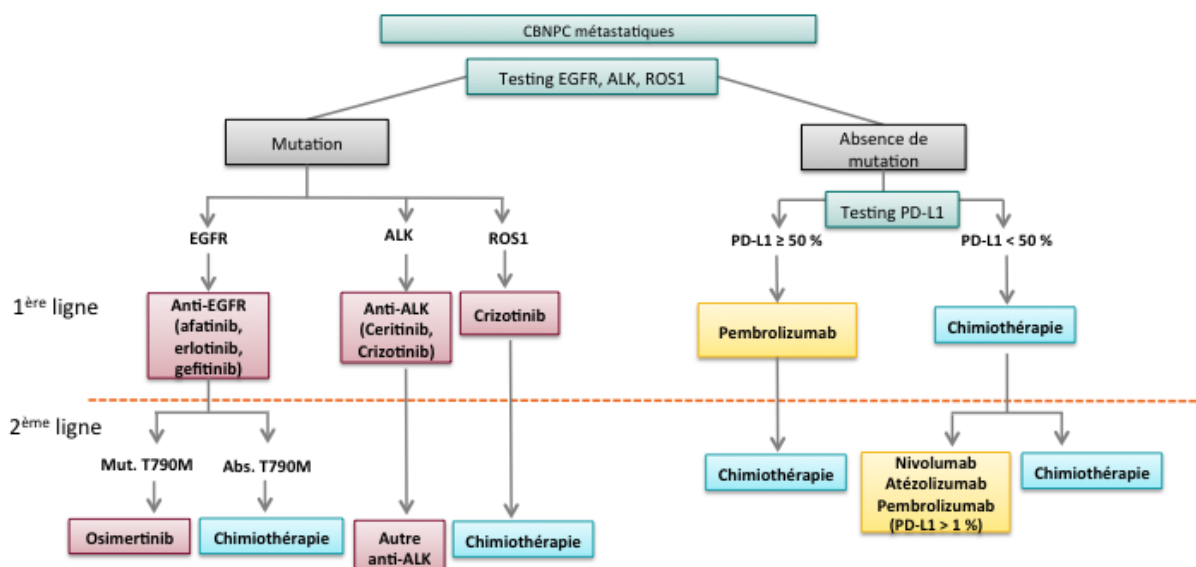 CBNPC métastatiques
Testing EGFR, ALK, ROS1
Mutation
Absence de
mutation
Testing PD-L1
EGFR
ALK
ROS1
PD-L1 ≥ 50 %
PD-L1 < 50 %
1ère ligne
Anti-EGFR
(afatinib,
erlotinib,
gefitinib)
Anti-ALK
(Ceritinib,
Crizotinib)
Crizotinib
Pembrolizumab
Chimiothérapie
2ème ligne
Mut. T790M
Abs. T790M
Osimertinib
Chimiothérapie
Autre
anti-ALK
Chimiothérapie
Chimiothérapie
Nivolumab
Atézolizumab
Pembrolizumab
(PD-L1 > 1 %)
Chimiothérapie